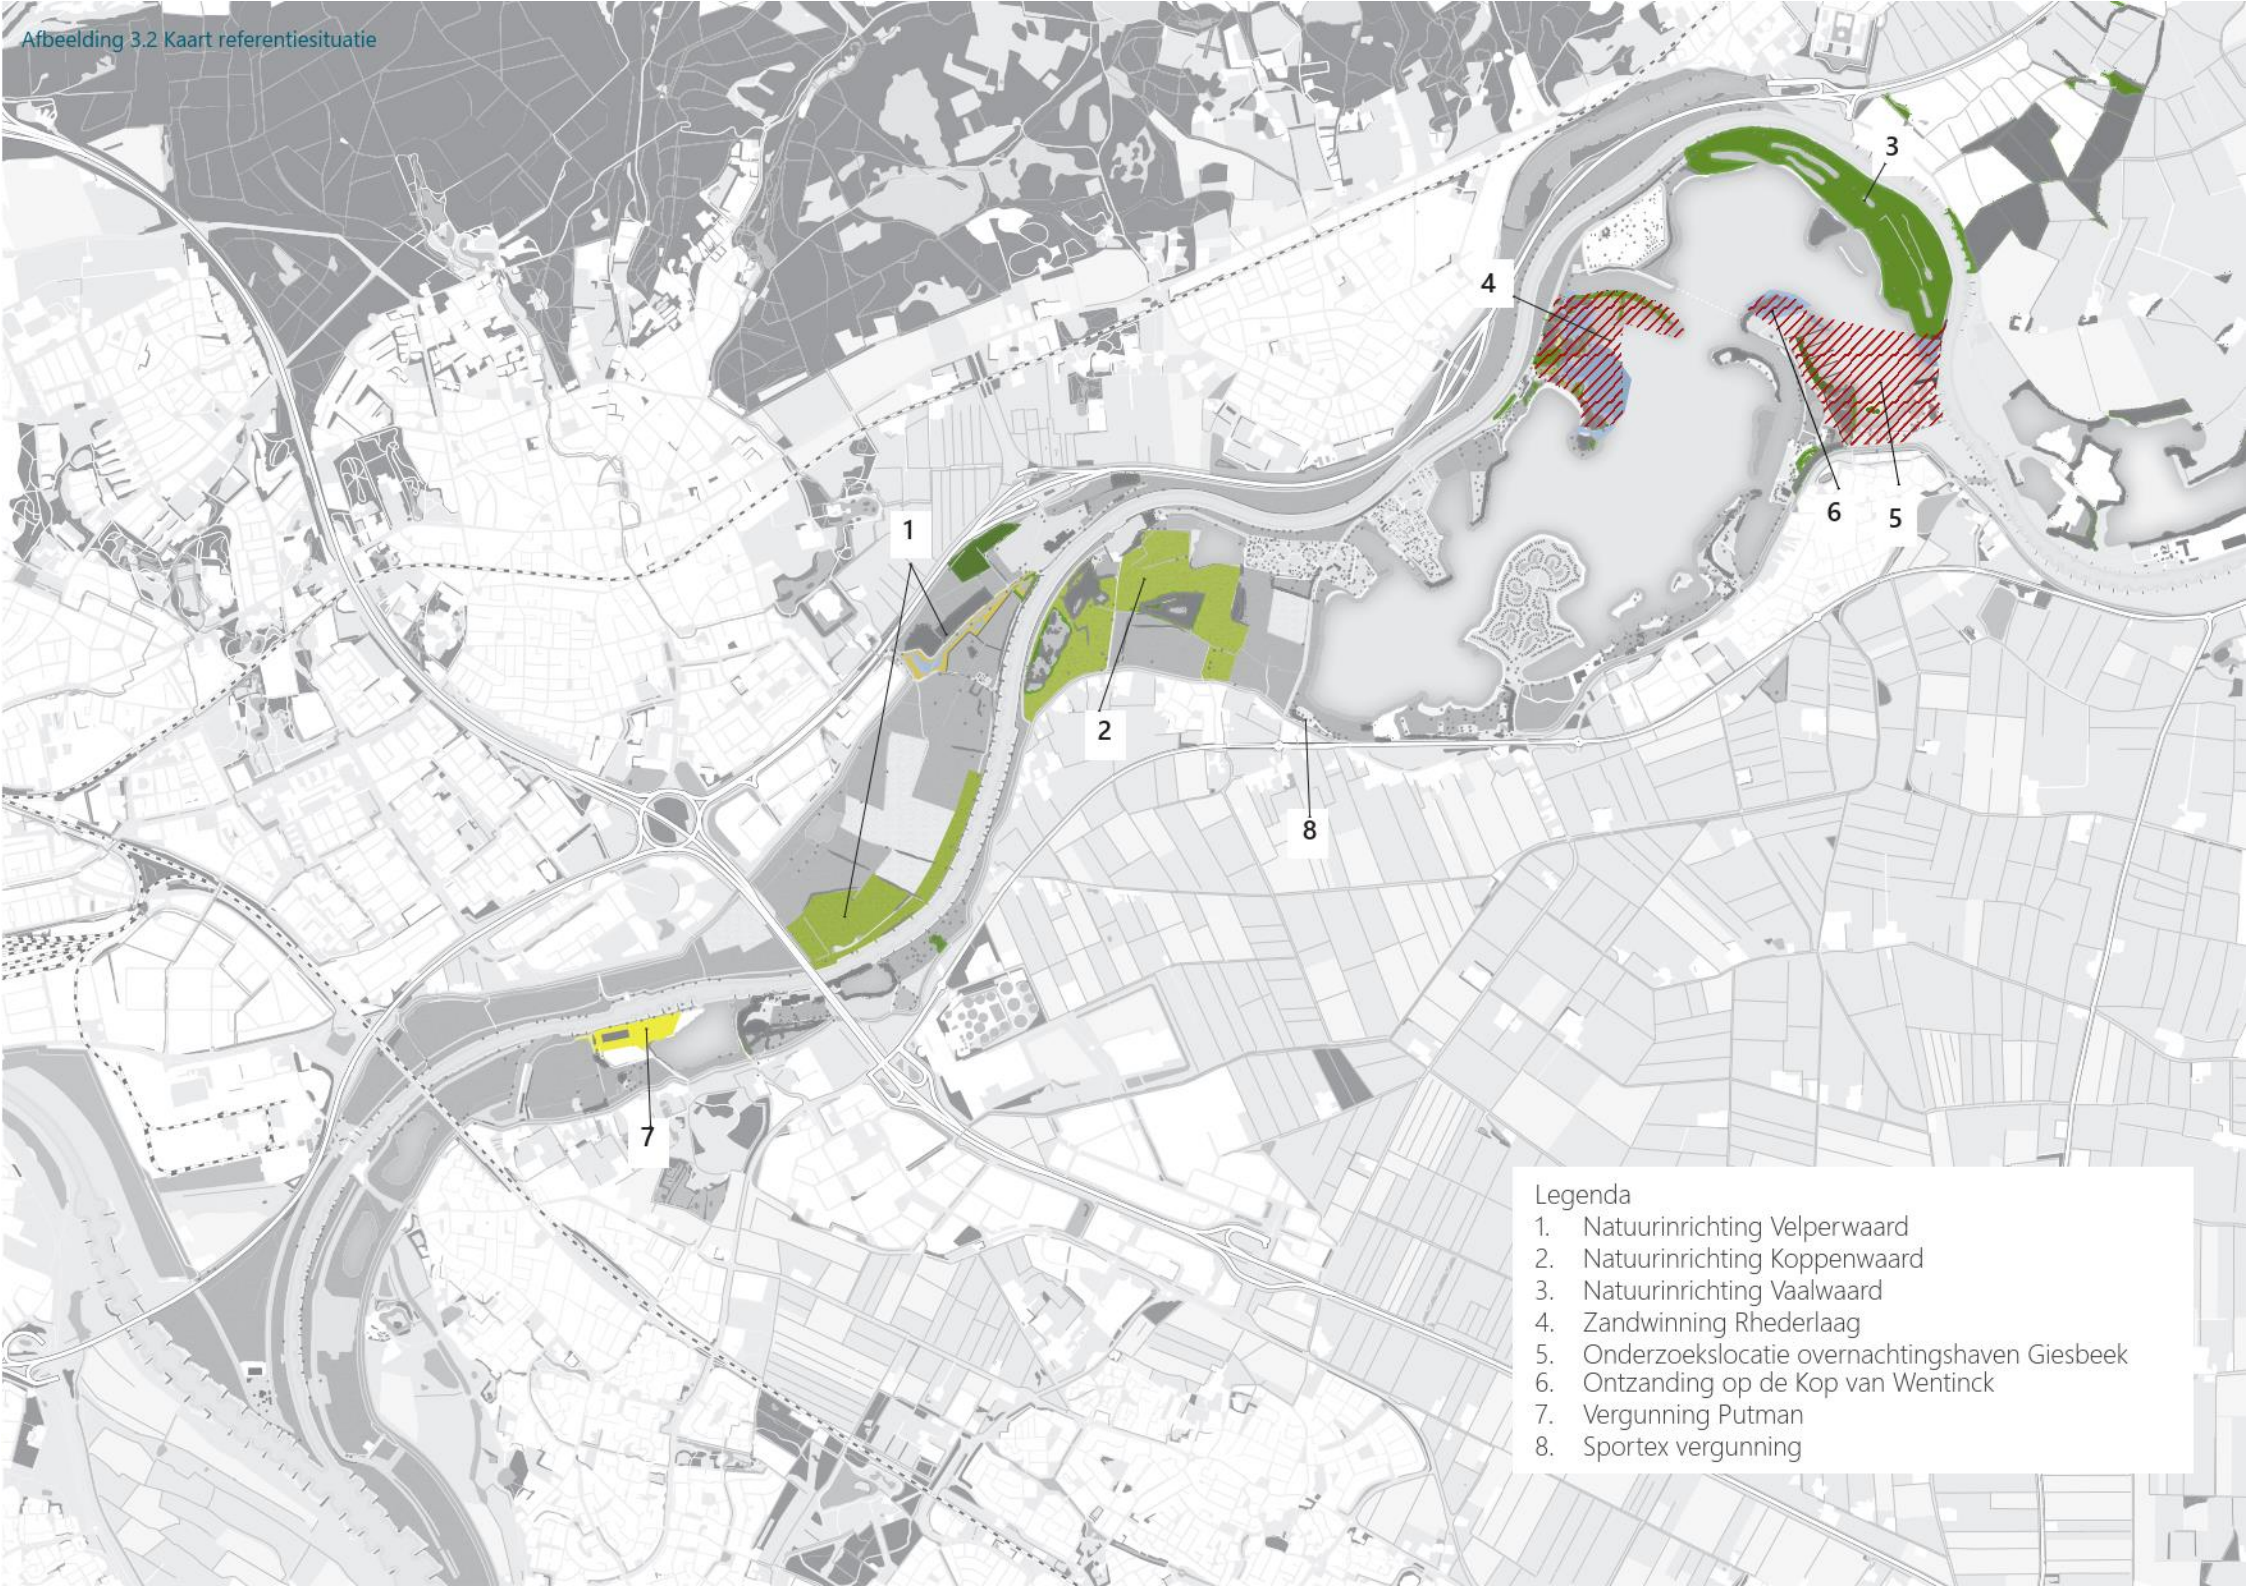 Afbeelding 3.2 Kaart referentiesituatie
3
4
6
5
1
2
8
7
Legenda
1. Natuurinrichting Velperwaard
2. Natuurinrichting Koppenwaard
3. Natuurinrichting Vaalwaard
4. Zandwinning Rhederlaag
5. Onderzoekslocatie overnachtingshaven Giesbeek
6. Ontzanding op de Kop van Wentinck
7. Vergunning Putman
8. Sportex vergunning